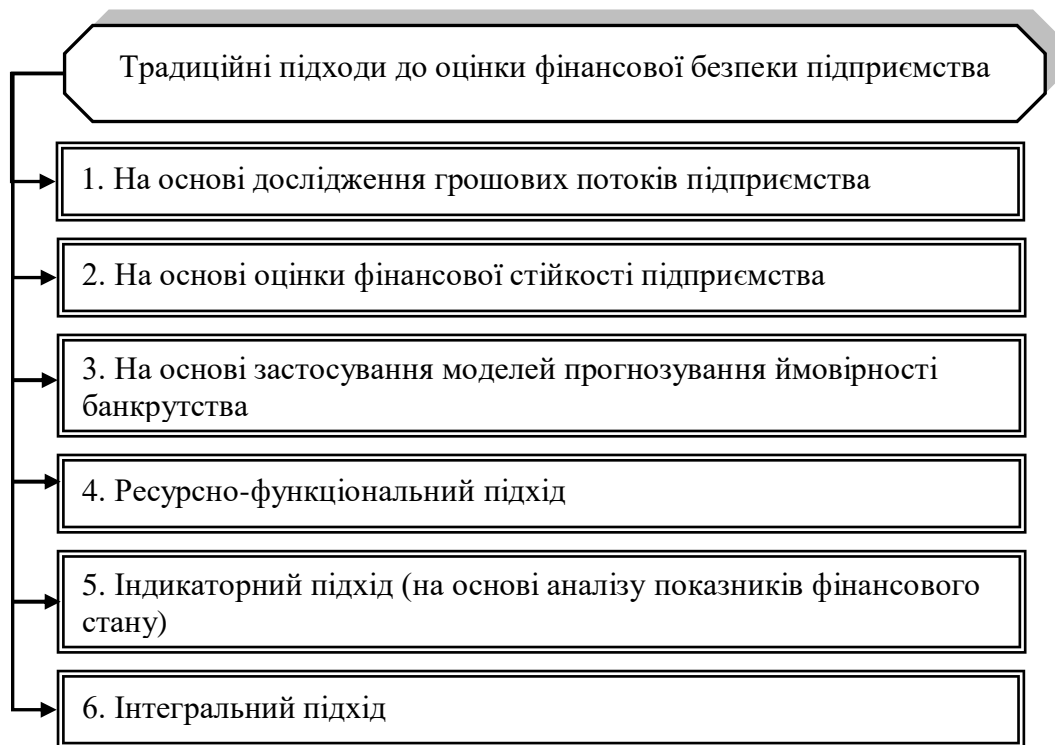 Традиційні підходи до оцінки фінансової безпеки підприємства
1. На основі дослідження грошових потоків підприємства
2. На основі оцінки фінансової стійкості підприємства
3. На основі застосування моделей прогнозування ймовірності
банкрутства
4. Ресурсно-функціональний підхід
5. Індикаторний підхід (на основі аналізу показників фінансового
стану)
6. Інтегральний підхід